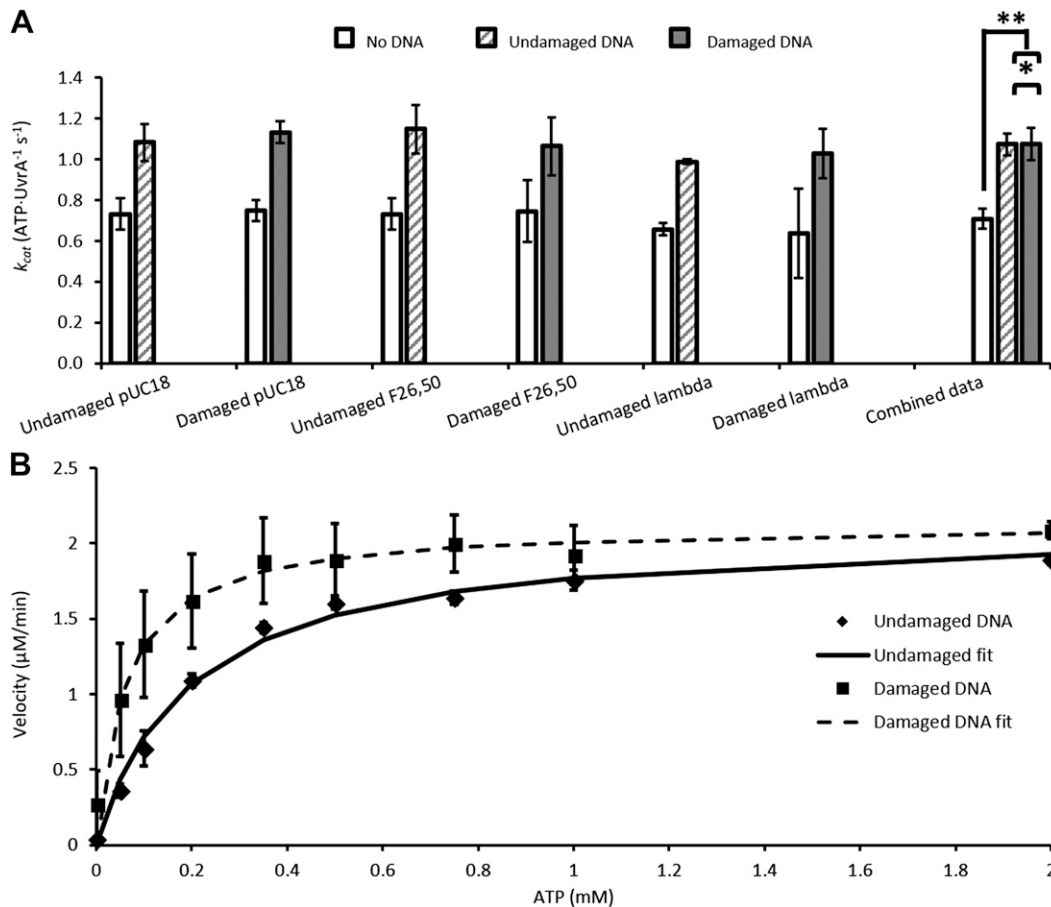 A
**
No DNA Undamaged DNA Damaged DNA
*
1.4
1.2
1.0
0.8
0.6
0.4
0.2
0.0
kcat (ATP·UvrA⁻¹ s⁻¹)
Undamaged pUC18
Damaged pUC18
Undamaged F26,50
Damaged F26,50
Undamaged lambda
Damaged lambda
Combined data
B
2.5
2
1.5
1
0.5
0
Velocity (µM/min)
Undamaged DNA
Undamaged fit
Damaged DNA
Damaged DNA fit
0 0.2 0.4 0.6 0.8 1 1.2 1.4 1.6 1.8 2
ATP (mM)